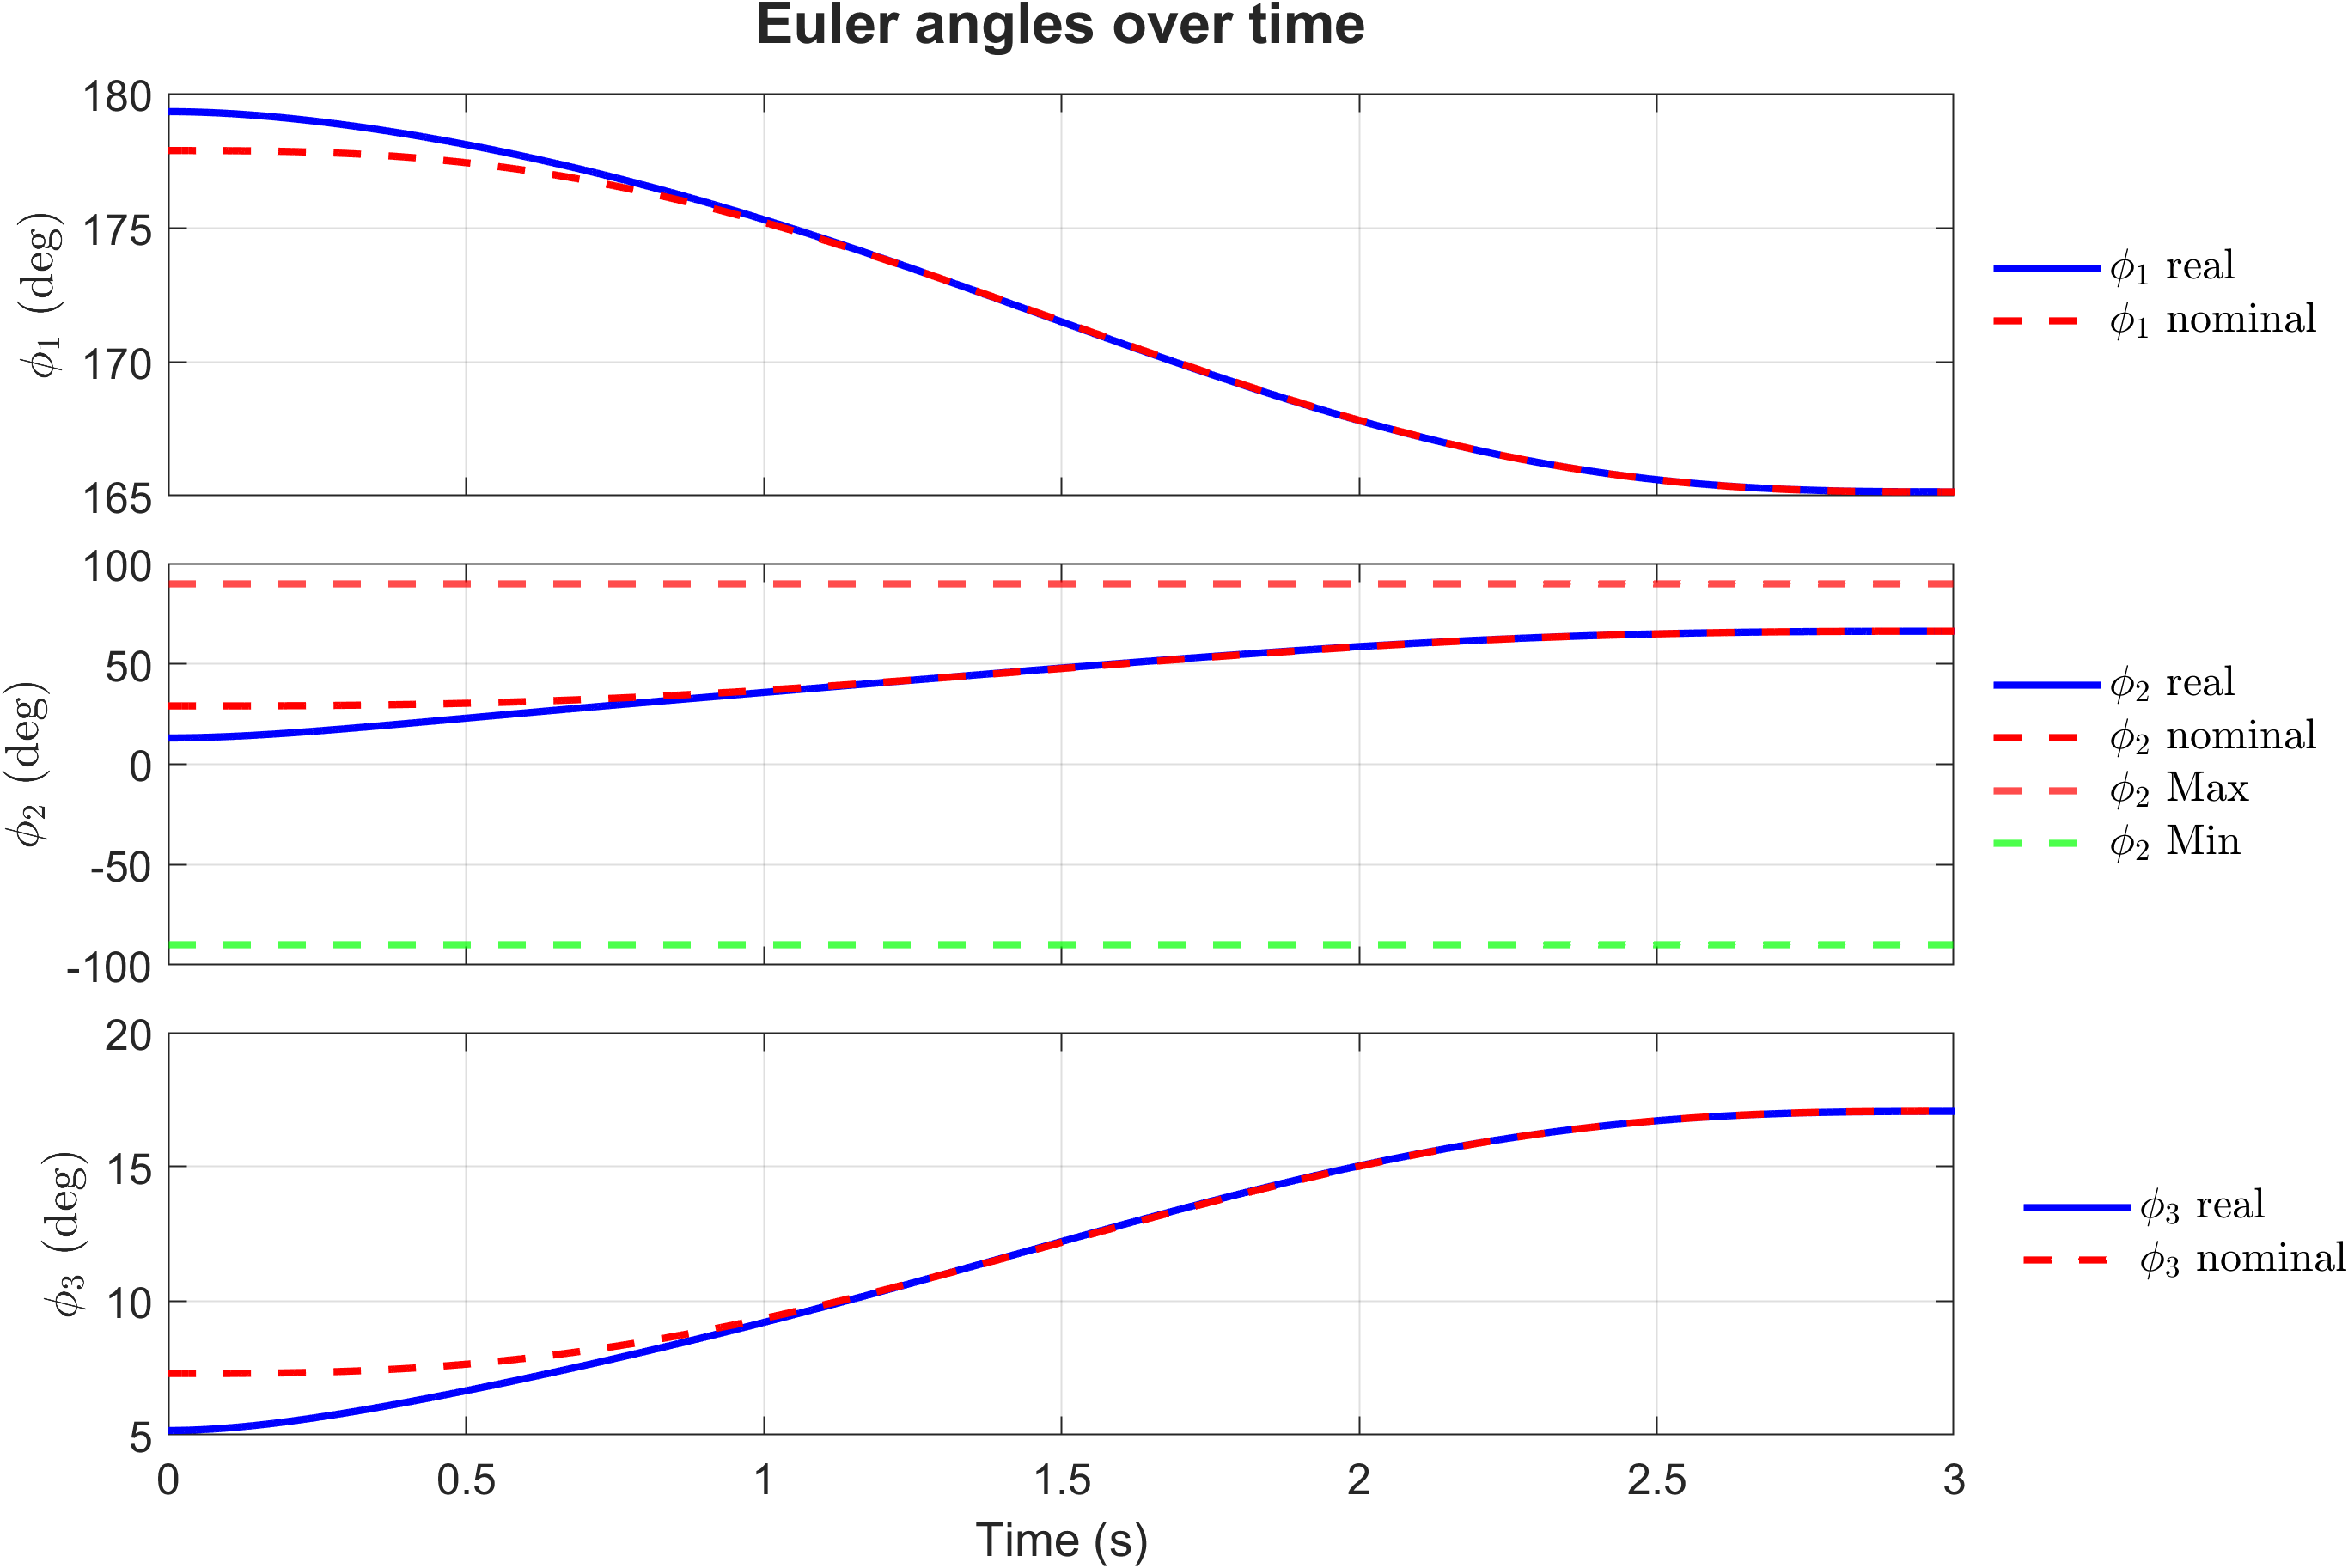 Euler angles over time
180
175
170
165
ϕ1 (deg)
ϕ1 real
ϕ1 nominal
100
50
0
-50
-100
ϕ2 (deg)
ϕ2 real
ϕ2 nominal
ϕ2 Max
ϕ2 Min
20
15
10
5
ϕ3 (deg)
ϕ3 real
ϕ3 nominal
0 0.5 1 1.5 2 2.5 3
Time (s)